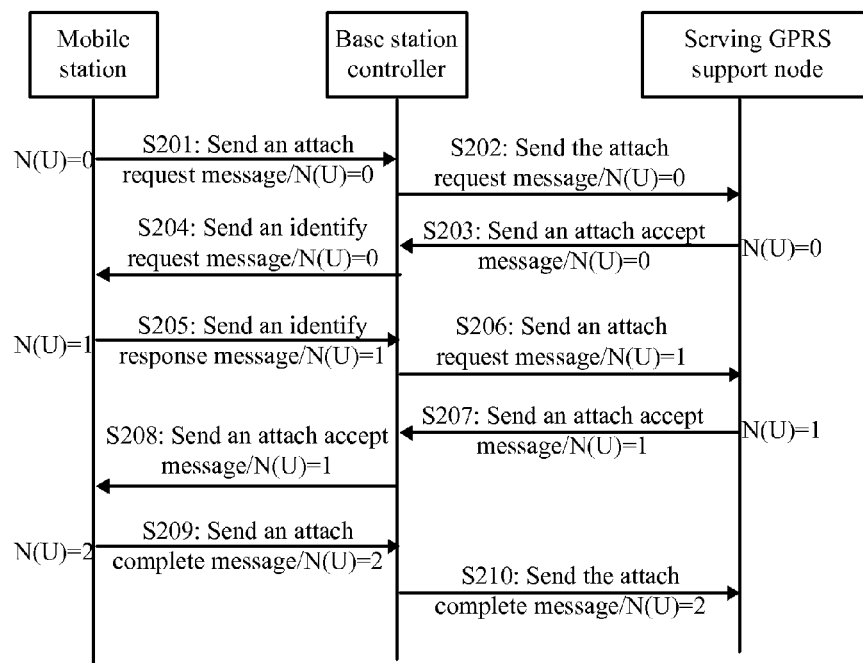 Mobile
station
Base station
controller
Serving GPRS
support node
N(U)=0
S201: Send an attach
request message/N(U)=0
S202: Send the attach
request message/N(U)=0
S204: Send an identify
request message/N(U)=0
S203: Send an attach accept
message/N(U)=0
N(U)=0
N(U)=1
S205: Send an identify
response message/N(U)=1
S206: Send an attach
request message/N(U)=1
S207: Send an attach accept
message/N(U)=1
N(U)=1
S208: Send an attach accept
message/N(U)=1
N(U)=2
S209: Send an attach
complete message/N(U)=2
S210: Send the attach
complete message/N(U)=2